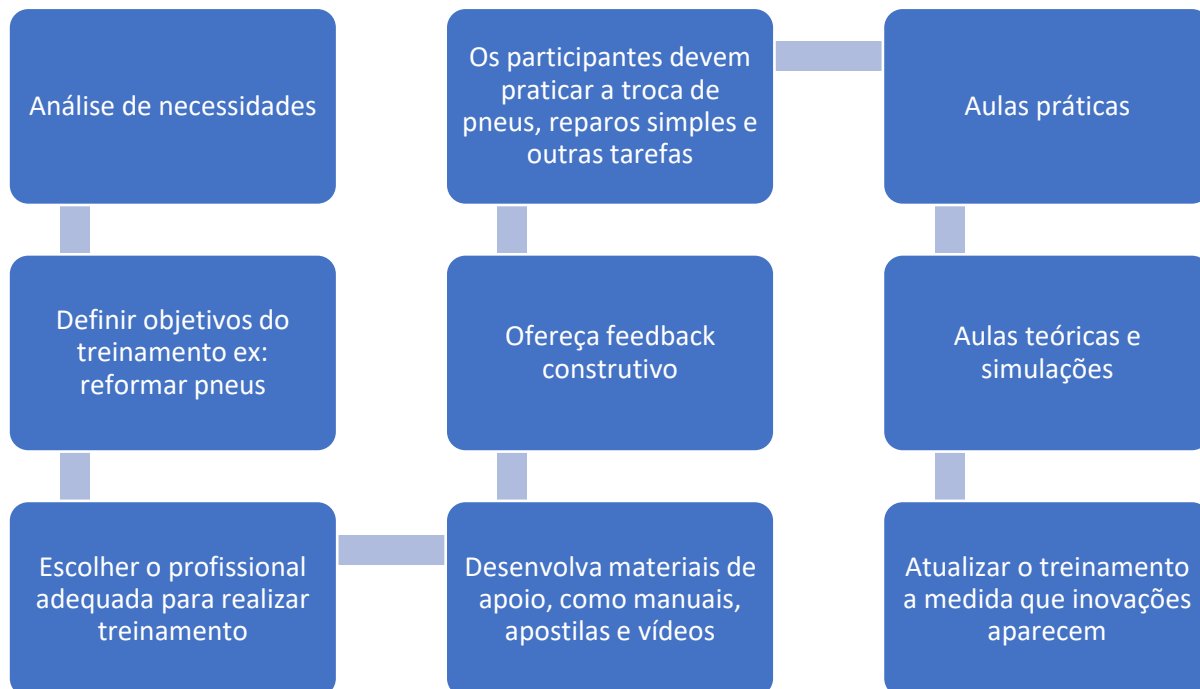 Análise de necessidades
Definir objetivos do
treinamento ex:
reformar pneus
Escolher o profissional
adequada para realizar
treinamento
Desenvolva materiais de
apoio, como manuais,
apostilas e vídeos
Ofereça feedback
construtivo
Os participantes devem
praticar a troca de
pneus, reparos simples e
outras tarefas
Aulas práticas
Aulas teóricas e
simulações
Atualizar o treinamento
a medida que inovações
aparecem